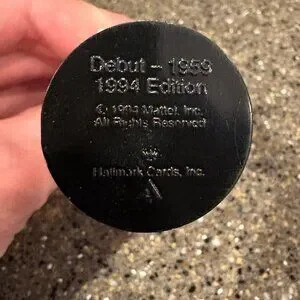 Debut - 1959
1994 Edition
© 1994 Mattel, Inc.
All Rights Reserved
Hallmark Cards, Inc.